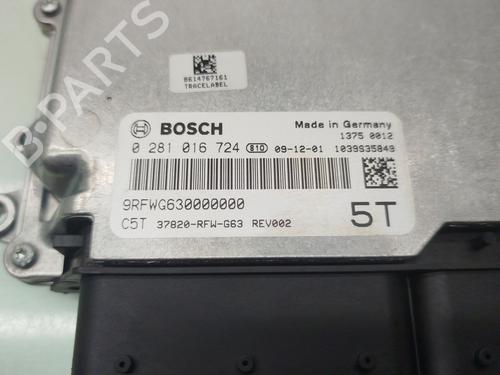 B-PARTS
8614767161
TRACELABEL
BOSCH
Made in Germany
0 281 016 724 810 09-12-01
1375 0012
1039S35849
9RFWG630000000
C5T 37820-RFW-G63 REV002
5T